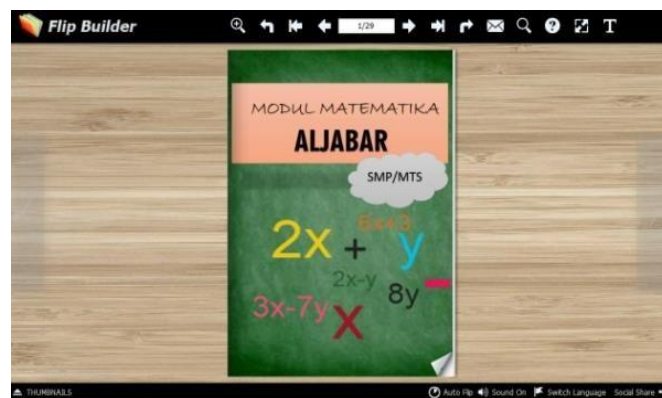 Flip Builder
1/29
T
MODUL MATEMATIKA
ALJABAR
SMP/MTS
6x+3
2x + y
2x-y
8y
3x-7y
x
THUMBNAILS
Auto Flip Sound On Switch Language Social Share